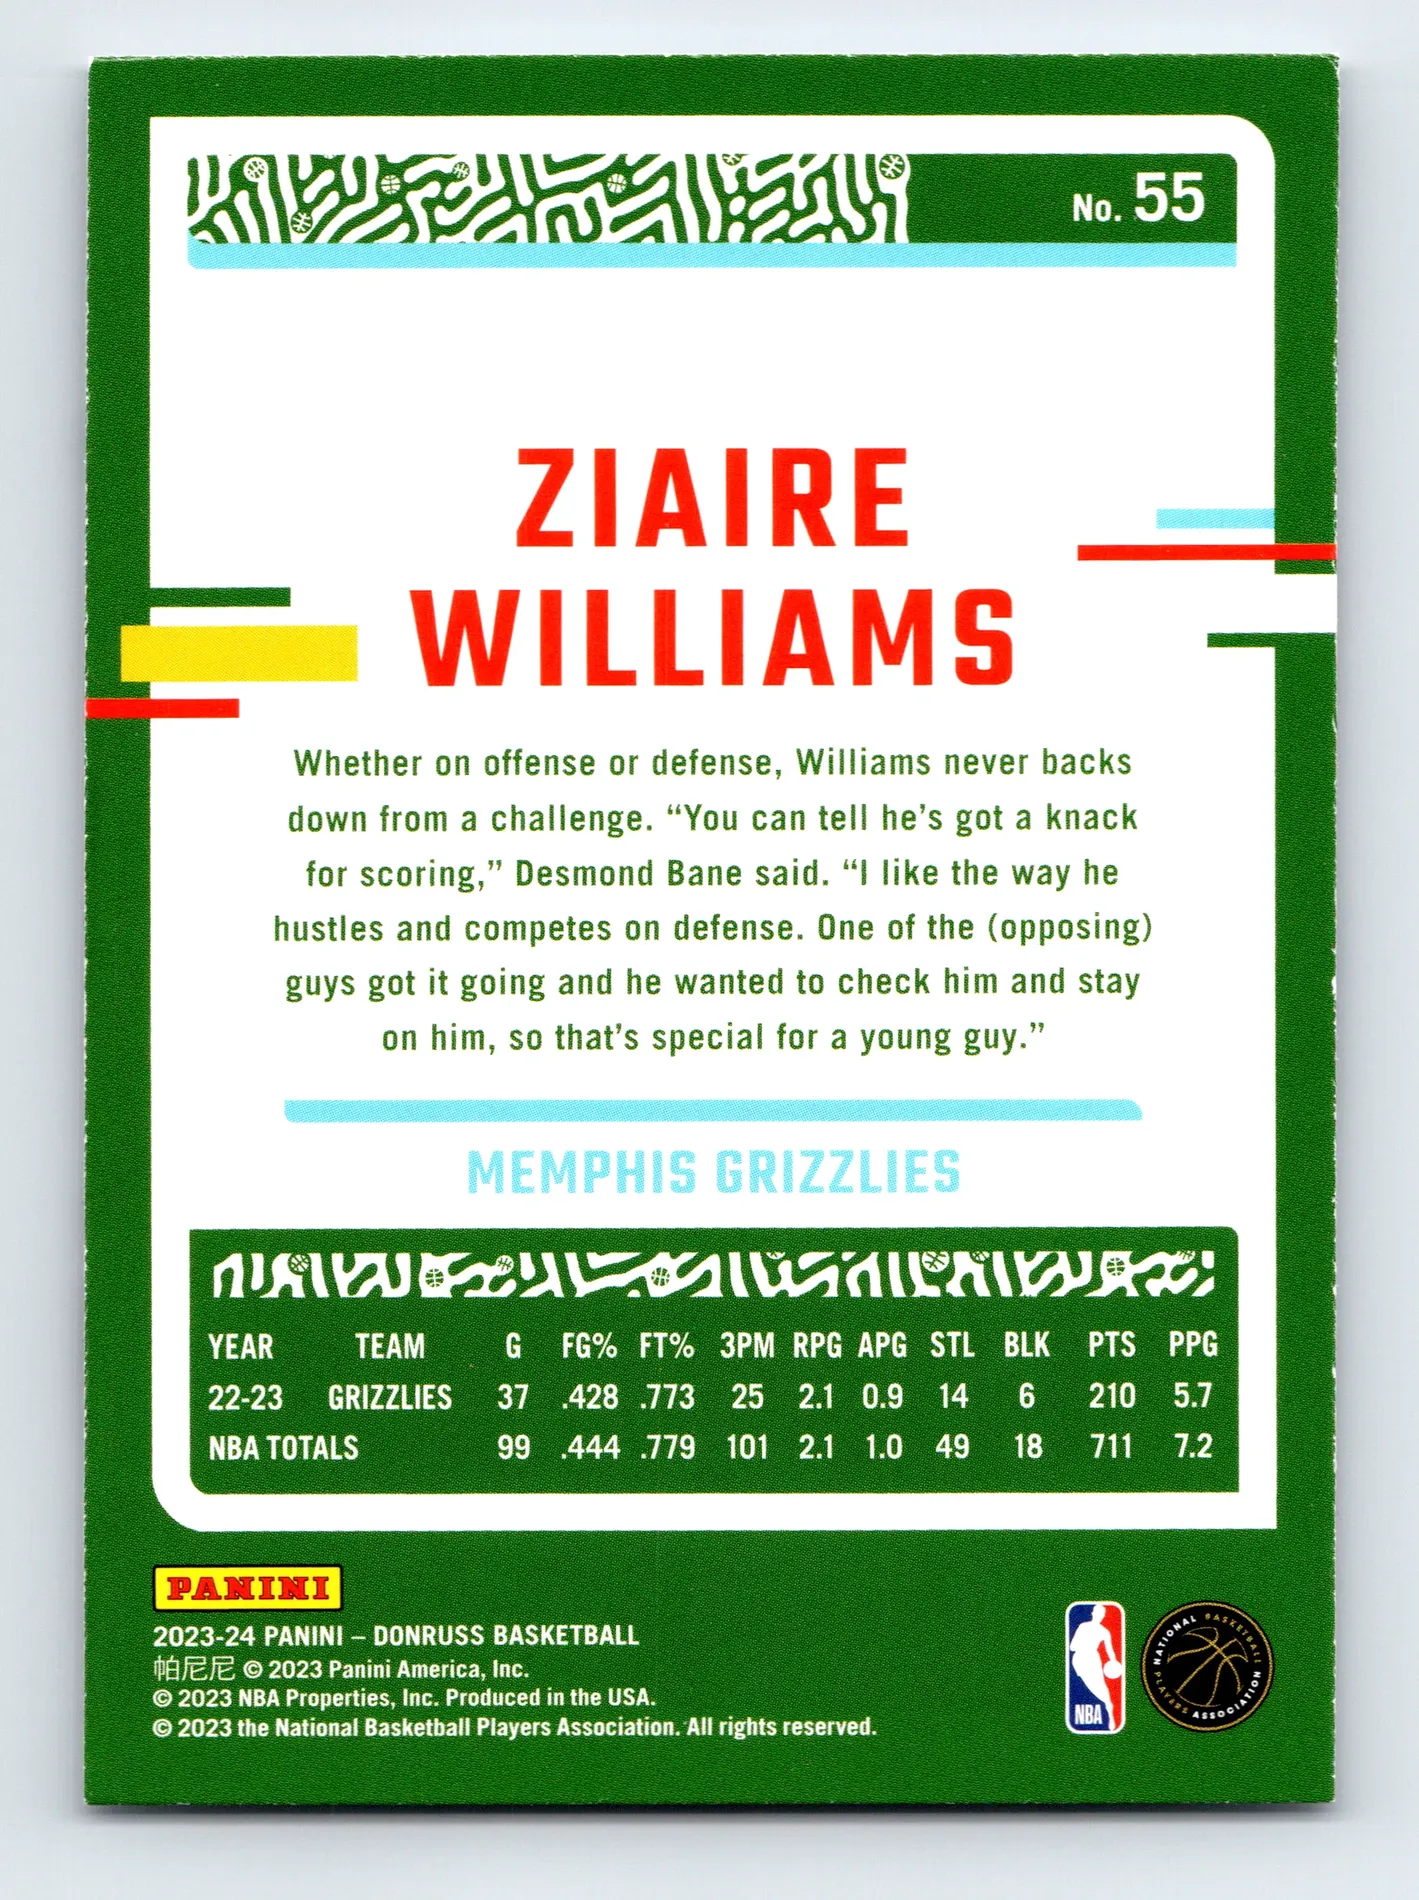 No. 55
ZIAIRE
WILLIAMS
Whether on offense or defense, Williams never backs
down from a challenge. “You can tell he’s got a knack
for scoring,” Desmond Bane said. “I like the way he
hustles and competes on defense. One of the (opposing)
guys got it going and he wanted to check him and stay
on him, so that’s special for a young guy.”
MEMPHIS GRIZZLIES
YEAR TEAM G FG% FT% 3PM RPG APG STL BLK PTS PPG
22-23 GRIZZLIES 37 .428 .773 25 2.1 0.9 14 6 210 5.7
NBA TOTALS 99 .444 .779 101 2.1 1.0 49 18 711 7.2
PANINI
2023-24 PANINI – DONRUSS BASKETBALL
帕尼尼 © 2023 Panini America, Inc.
© 2023 NBA Properties, Inc. Produced in the USA.
© 2023 the National Basketball Players Association. All rights reserved.
NBA
NATIONAL BASKETBALL PLAYERS ASSOCIATION